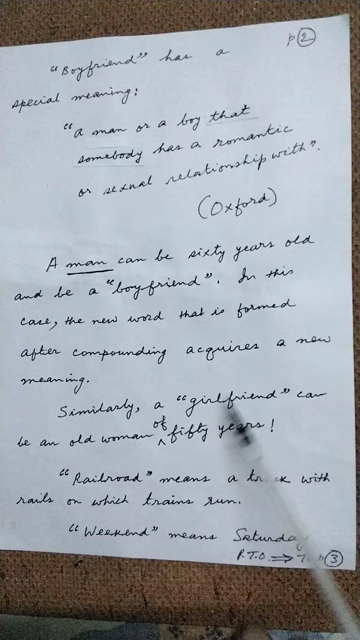 P②
"Boyfriend" has a
special meaning:
"a man or a boy that
somebody has a romantic
or sexual relationship with".
(Oxford)
A man can be sixty years old
and be a "boyfriend". In this
case, the new word that is formed
after compounding acquires a new
meaning.
Similarly, a "girlfriend" can
be an old woman of fifty years!
"Railroad" means a track with
rails on which trains run.
"Weekend" means Saturday
P.T.O ⇒ ③